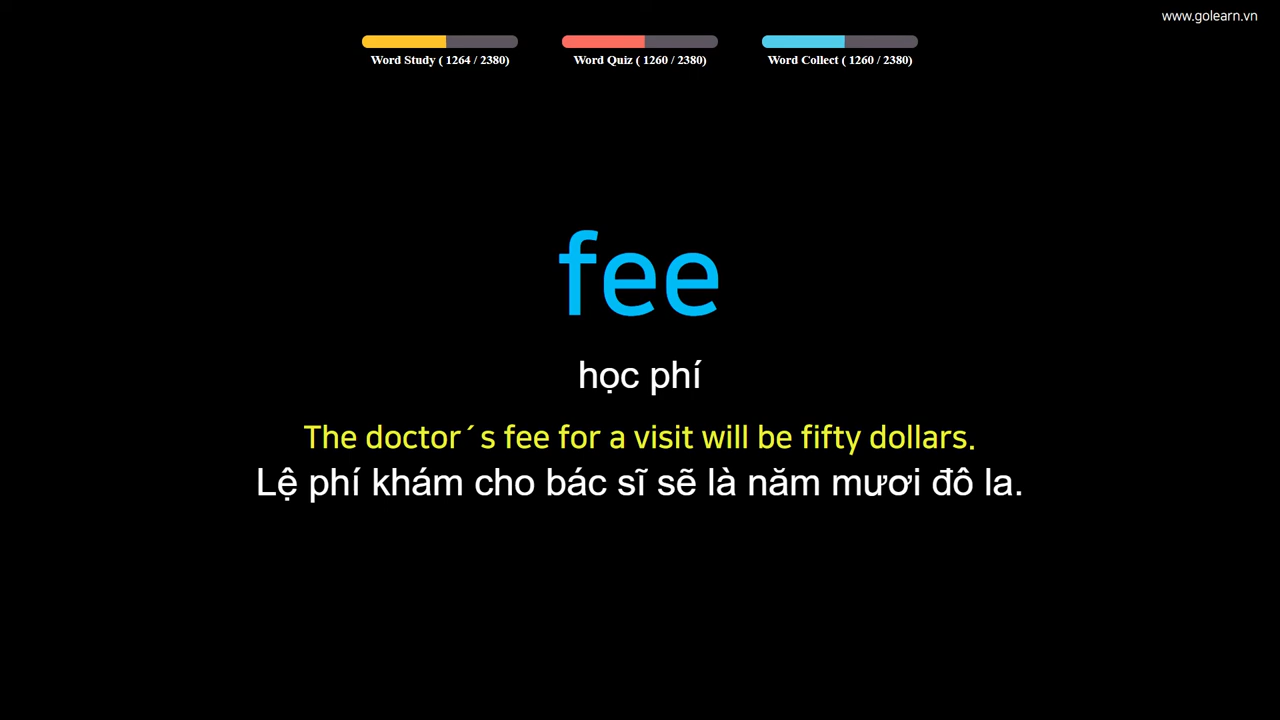 www.golearn.vn
Word Study ( 1264 / 2380)
Word Quiz ( 1260 / 2380)
Word Collect ( 1260 / 2380)
fee
học phí
The doctor´s fee for a visit will be fifty dollars.
Lệ phí khám cho bác sĩ sẽ là năm mươi đô la.